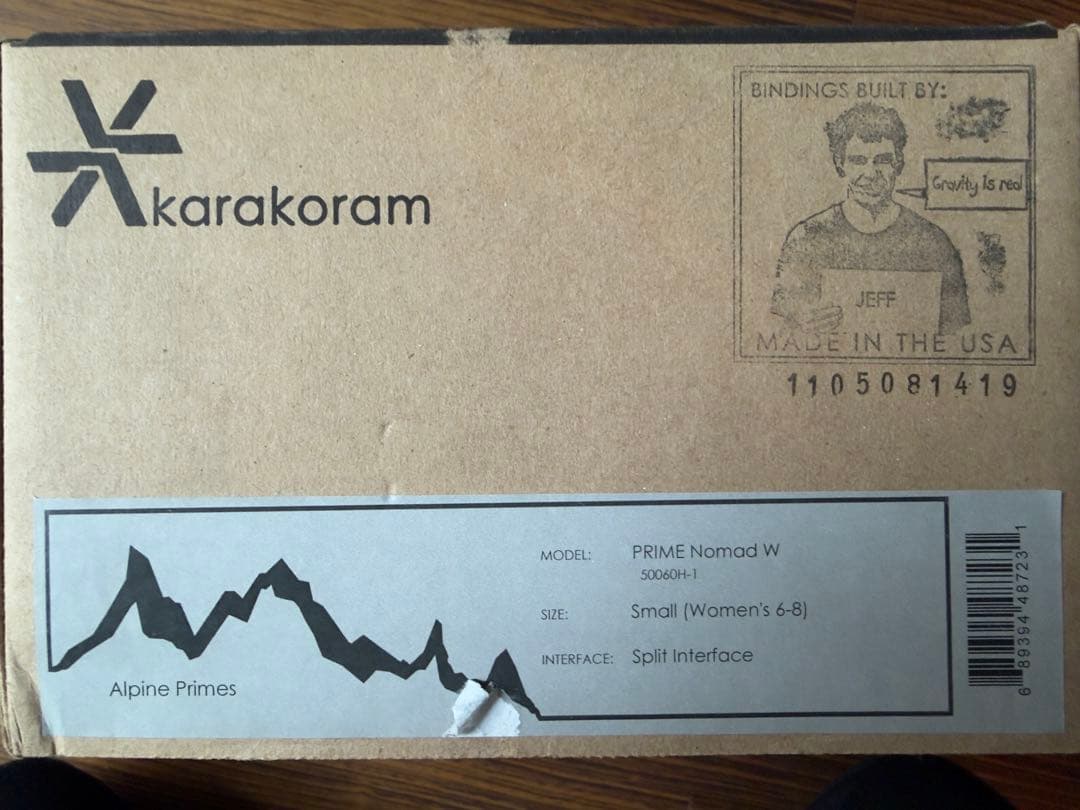 karakoram
BINDINGS BUILT BY:
Gravity Is real
JEFF
MADE IN THE USA
1105081419
MODEL: PRIME Nomad W
50060H-1
SIZE: Small (Women's 6-8)
INTERFACE: Split Interface
Alpine Primes
6 89394 48723 1